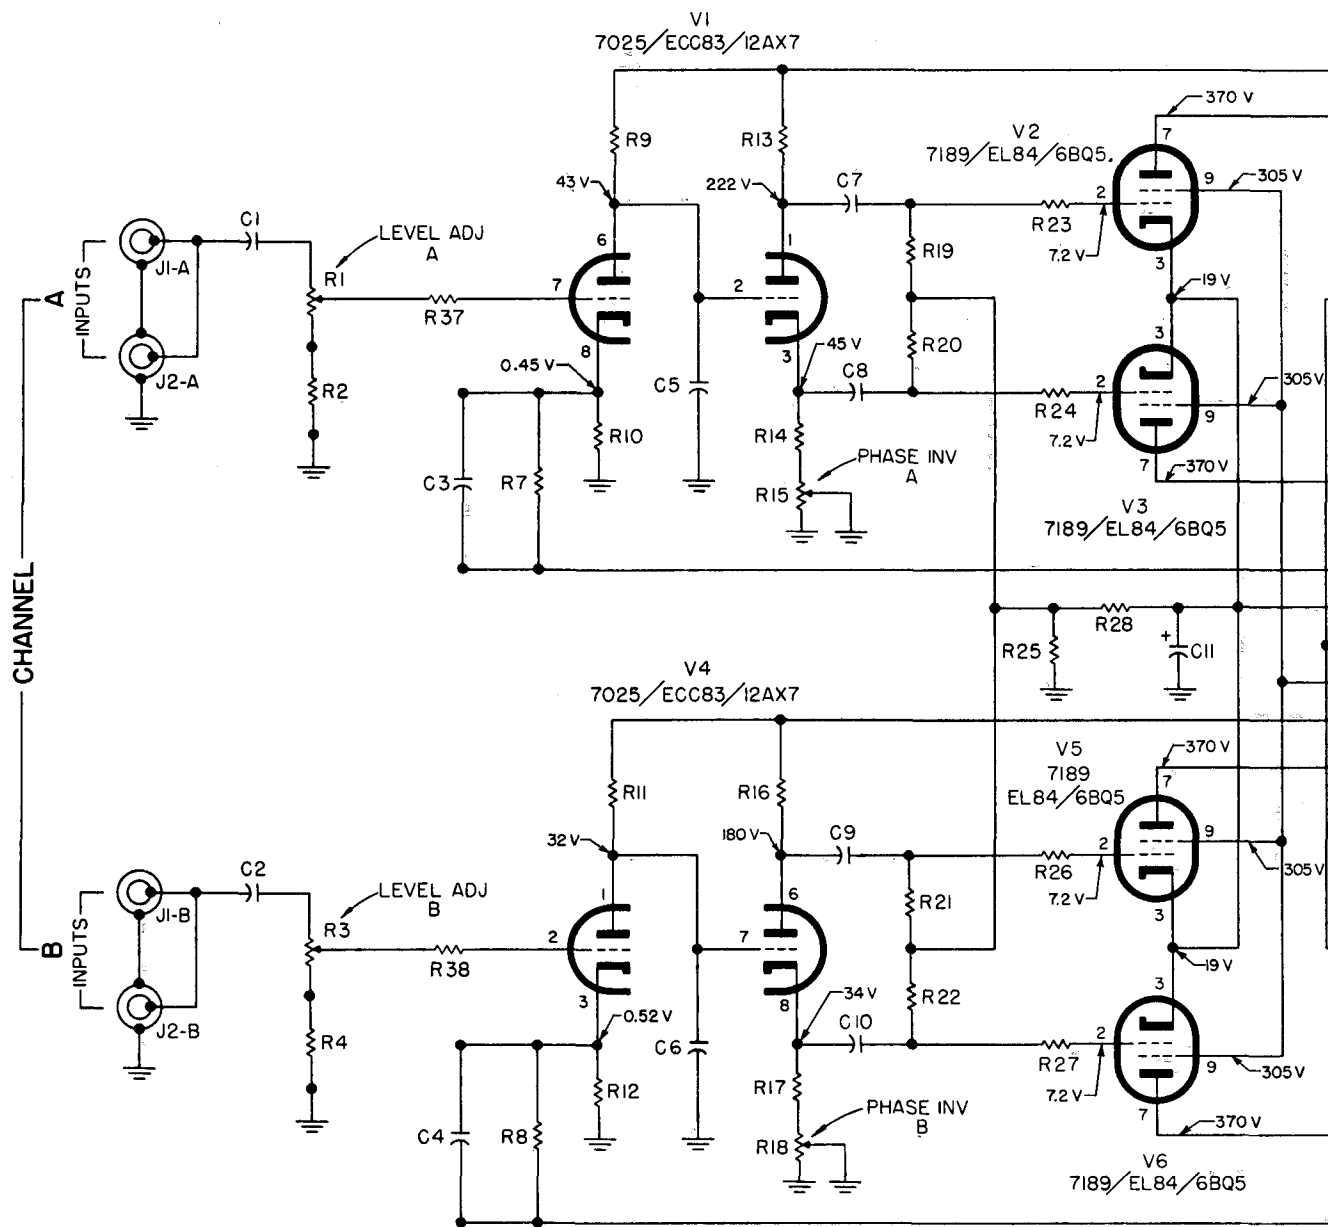 V1
7025/ECC83/12AX7
370 V
7
R9
R13
V2
7189/EL84/6BQ5.
43 V
222V
C7
2
9
305 V
R23
C1
LEVEL ADJ
A
6
1
R19
7.2 V
3
J1-A
R1
7
2
19 V
CHANNEL
A
INPUTS
R37
8
3
45 V
R20
3
0.45 V
C5
C8
2
305 V
J2-A
R2
R24
9
R10
R14
7.2 V
PHASE INV
A
7
370 V
C3
R7
R15
V3
7189/EL84/6BQ5
R28
R25
+
C11
V4
7025/ECC83/12AX7
V5
7189
EL84/6BQ5
370 V
7
R11
R16
32 V
180V
C9
2
9
R26
305 V
C2
LEVEL ADJ
B
1
6
R21
7.2 V
J1-B
R3
3
B
INPUTS
2
7
19 V
R38
3
8
34V
R22
3
J2-B
0.52 V
C10
R4
C6
2
R27
9
305 V
R12
R17
7.2 V
PHASE INV
B
7
370 V
C4
R8
R18
V6
7189/EL84/6BQ5